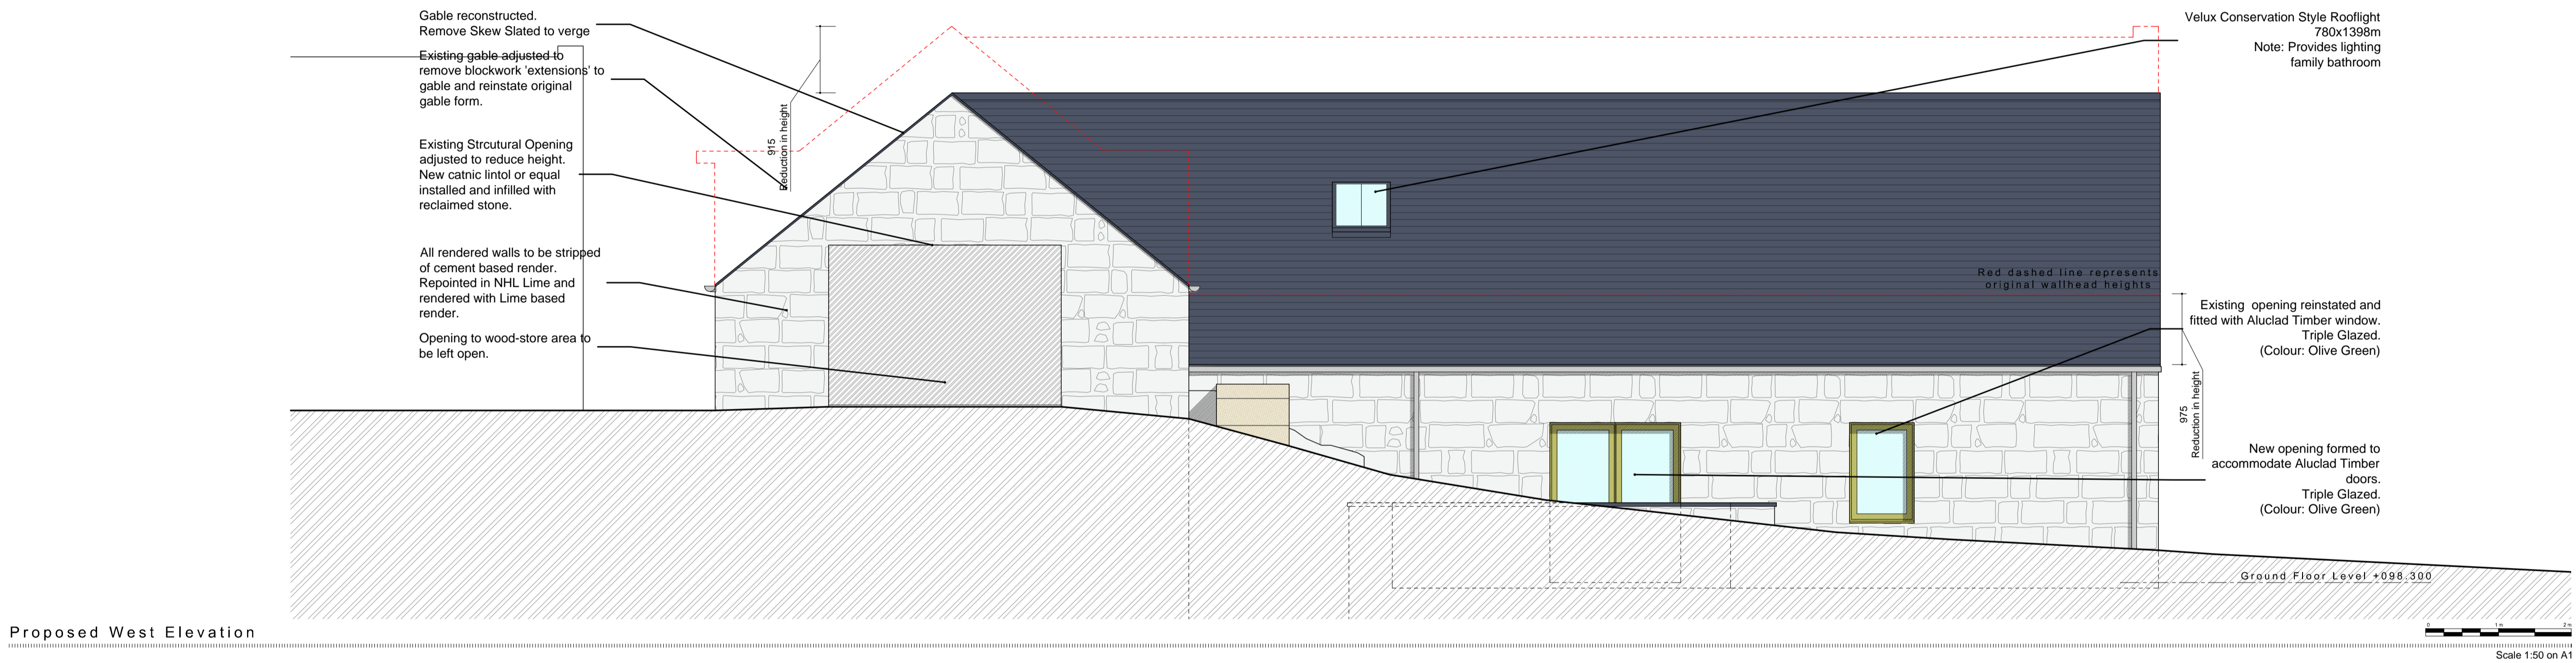 Gable reconstructed.
Remove Skew Slated to verge
Existing gable adjusted to
remove blockwork 'extensions' to
gable and reinstate original
gable form.
Existing Strcutural Opening
adjusted to reduce height.
New catnic lintol or equal
installed and infilled with
reclaimed stone.
All rendered walls to be stripped
of cement based render.
Repointed in NHL Lime and
rendered with Lime based
render.
Opening to wood-store area to
be left open.
915
Reduction in height
Velux Conservation Style Rooflight
780x1398m
Note: Provides lighting
family bathroom
Red dashed line represents
original wallhead heights
Existing opening reinstated and
fitted with Aluclad Timber window.
Triple Glazed.
(Colour: Olive Green)
975
Reduction in height
New opening formed to
accommodate Aluclad Timber
doors.
Triple Glazed.
(Colour: Olive Green)
Ground Floor Level +098.300
Proposed West Elevation
0 1 m 2 m
Scale 1:50 on A1